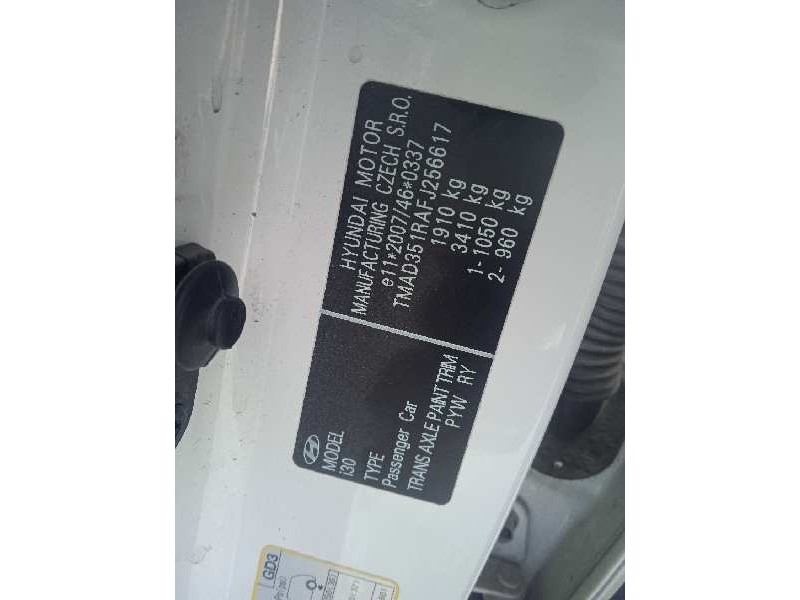 HYUNDAI MOTOR
MANUFACTURING CZECH S.R.O.
e11*2007/46*0337
TMAD351RAFJ256617
1910 kg
3410 kg
1- 1050 kg
2- 960 kg
MODEL
i30
TYPE
Passenger Car
TRANS AXLE PAINT TRIM
PYW RY
GD3